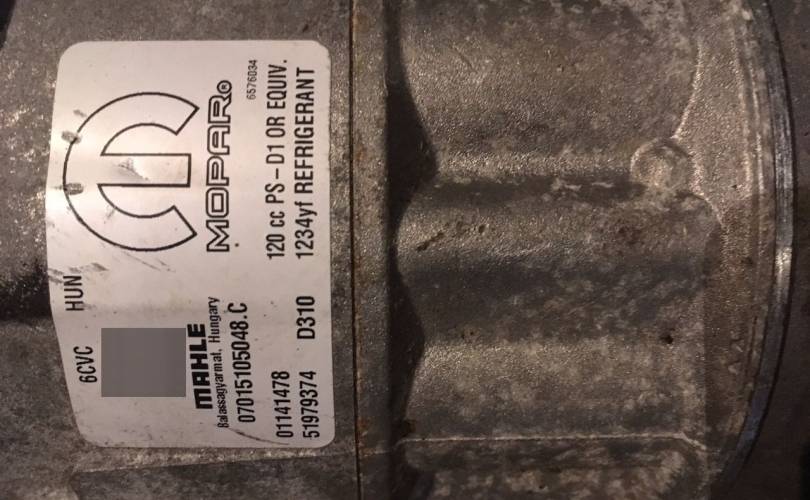 6CVC HUN HUN
MAHLE
Balassagyarmat, Hungary
07015105048.C
MOPAR®
6576034
01141478 120 cc PS-D1 OR EQUIV.
51979374 D310 1234yf REFRIGERANT